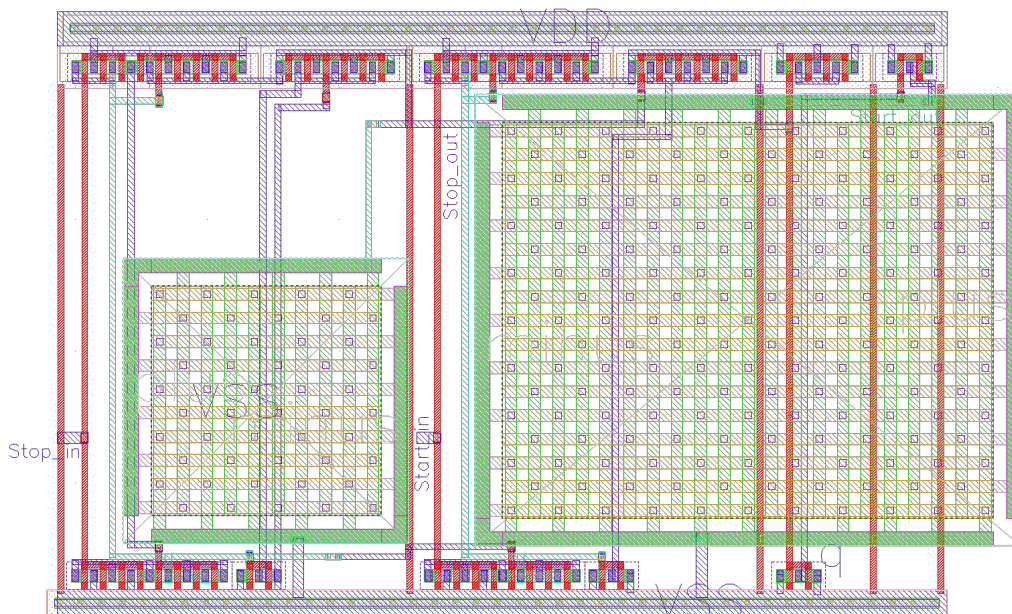 VDD
Start_out
Stop_out
VSS
Stop_in
Start_in
q
VSS